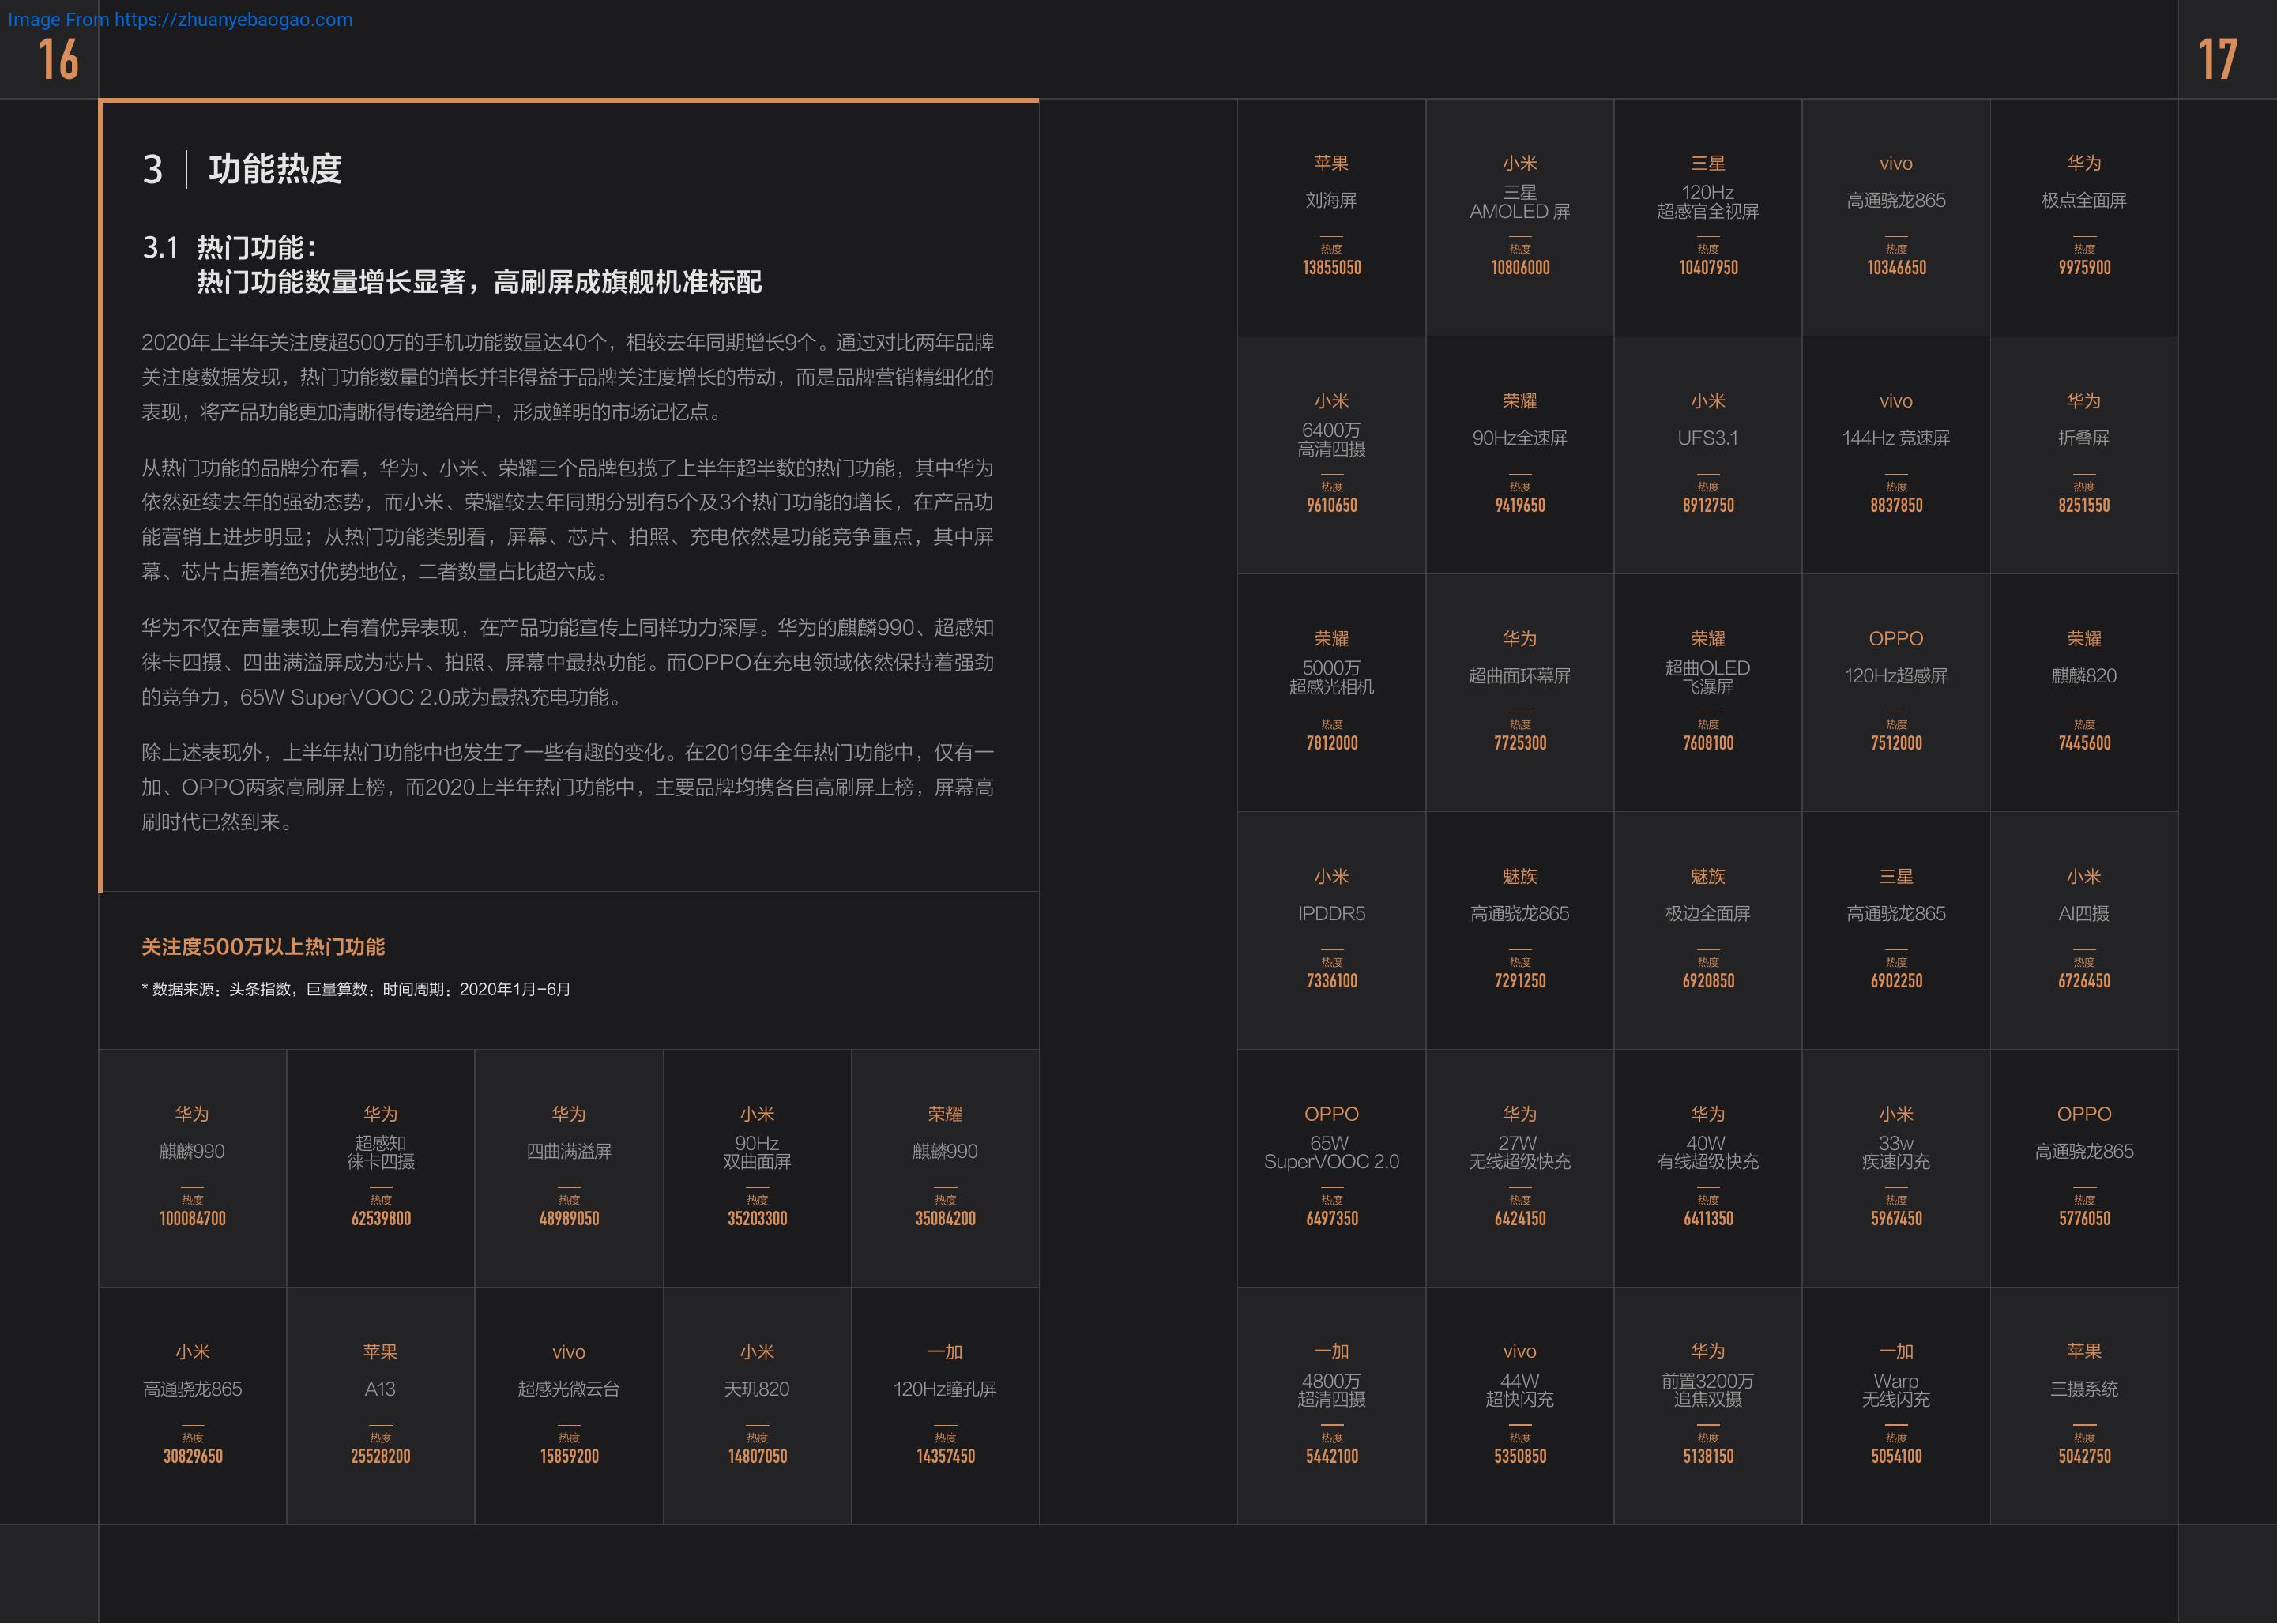 Image From https://zhuanyebaogao.com
16
17
3 功能热度
3.1 热门功能：
热门功能数量增长显著，高刷屏成旗舰机准标配
2020年上半年关注度超500万的手机功能数量达40个，相较去年同期增长9个。通过对比两年品牌
关注度数据发现，热门功能数量的增长并非得益于品牌关注度增长的带动，而是品牌营销精细化的
表现，将产品功能更加清晰得传递给用户，形成鲜明的市场记忆点。
从热门功能的品牌分布看，华为、小米、荣耀三个品牌包揽了上半年超半数的热门功能，其中华为
依然延续去年的强劲态势，而小米、荣耀较去年同期分别有5个及3个热门功能的增长，在产品功
能营销上进步明显；从热门功能类别看，屏幕、芯片、拍照、充电依然是功能竞争重点，其中屏
幕、芯片占据着绝对优势地位，二者数量占比超六成。
华为不仅在声量表现上有着优异表现，在产品功能宣传上同样功力深厚。华为的麒麟990、超感知
徕卡四摄、四曲满溢屏成为芯片、拍照、屏幕中最热功能。而OPPO在充电领域依然保持着强劲
的竞争力，65W SuperVOOC 2.0成为最热充电功能。
除上述表现外，上半年热门功能中也发生了一些有趣的变化。在2019年全年热门功能中，仅有一
加、OPPO两家高刷屏上榜，而2020上半年热门功能中，主要品牌均携各自高刷屏上榜，屏幕高
刷时代已然到来。
关注度500万以上热门功能
* 数据来源：头条指数，巨量算数；时间周期：2020年1月-6月
华为
麒麟990
热度
100084700
华为
超感知
徕卡四摄
热度
62539800
华为
四曲满溢屏
热度
48989050
小米
90Hz
双曲面屏
热度
35203300
荣耀
麒麟990
热度
35084200
小米
高通骁龙865
热度
30829650
苹果
A13
热度
25528200
vivo
超感光微云台
热度
15859200
小米
天玑820
热度
14807050
一加
120Hz瞳孔屏
热度
14357450
苹果
刘海屏
热度
13855050
小米
三星
AMOLED 屏
热度
10806000
三星
120Hz
超感官全视屏
热度
10407950
vivo
高通骁龙865
热度
10346650
华为
极点全面屏
热度
9975900
小米
6400万
高清四摄
热度
9610650
荣耀
90Hz全速屏
热度
9419650
小米
UFS3.1
热度
8912750
vivo
144Hz 竞速屏
热度
8837850
华为
折叠屏
热度
8251550
荣耀
5000万
超感光相机
热度
7812000
华为
超曲面环幕屏
热度
7725300
荣耀
超曲OLED
飞瀑屏
热度
7608100
OPPO
120Hz超感屏
热度
7512000
荣耀
麒麟820
热度
7445600
小米
IPDDR5
热度
7336100
魅族
高通骁龙865
热度
7291250
魅族
极边全面屏
热度
6920850
三星
高通骁龙865
热度
6902250
小米
AI四摄
热度
6726450
OPPO
65W
SuperVOOC 2.0
热度
6497350
华为
27W
无线超级快充
热度
6424150
华为
40W
有线超级快充
热度
6411350
小米
33w
疾速闪充
热度
5967450
OPPO
高通骁龙865
热度
5776050
一加
4800万
超清四摄
热度
5442100
vivo
44W
超快闪充
热度
5350850
华为
前置3200万
追焦双摄
热度
5138150
一加
Warp
无线闪充
热度
5054100
苹果
三摄系统
热度
5042750